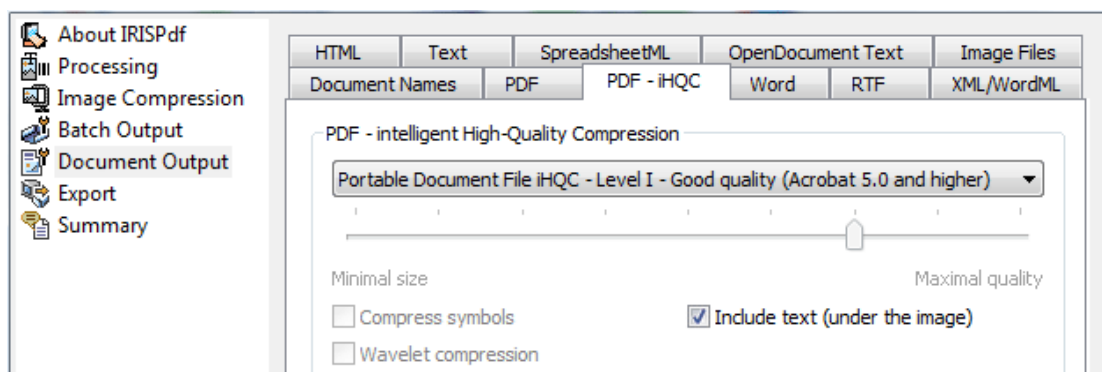 About IRISPdf
Processing
Image Compression
Batch Output
Document Output
Export
Summary
HTML Text SpreadsheetML OpenDocument Text Image Files
Document Names PDF PDF - iHQC Word RTF XML/WordML
PDF - intelligent High-Quality Compression
Portable Document File iHQC - Level I - Good quality (Acrobat 5.0 and higher)
Minimal size Maximal quality
Compress symbols Include text (under the image)
Wavelet compression